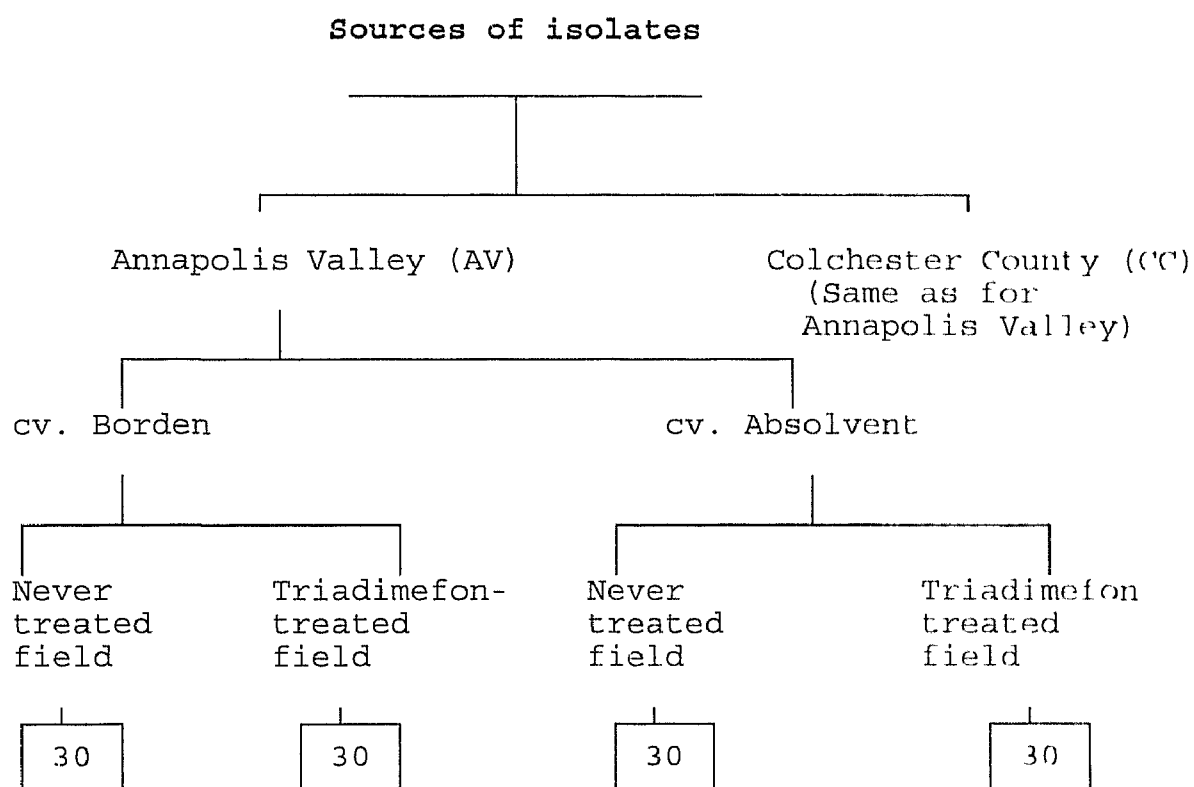 Sources of isolates
Annapolis Valley (AV)
Colchester County (CC)
(Same as for
Annapolis Valley)
cv. Borden
cv. Absolvent
Never
treated
field
Triadimefon-
treated
field
Never
treated
field
Triadimefon
treated
field
30
30
30
30